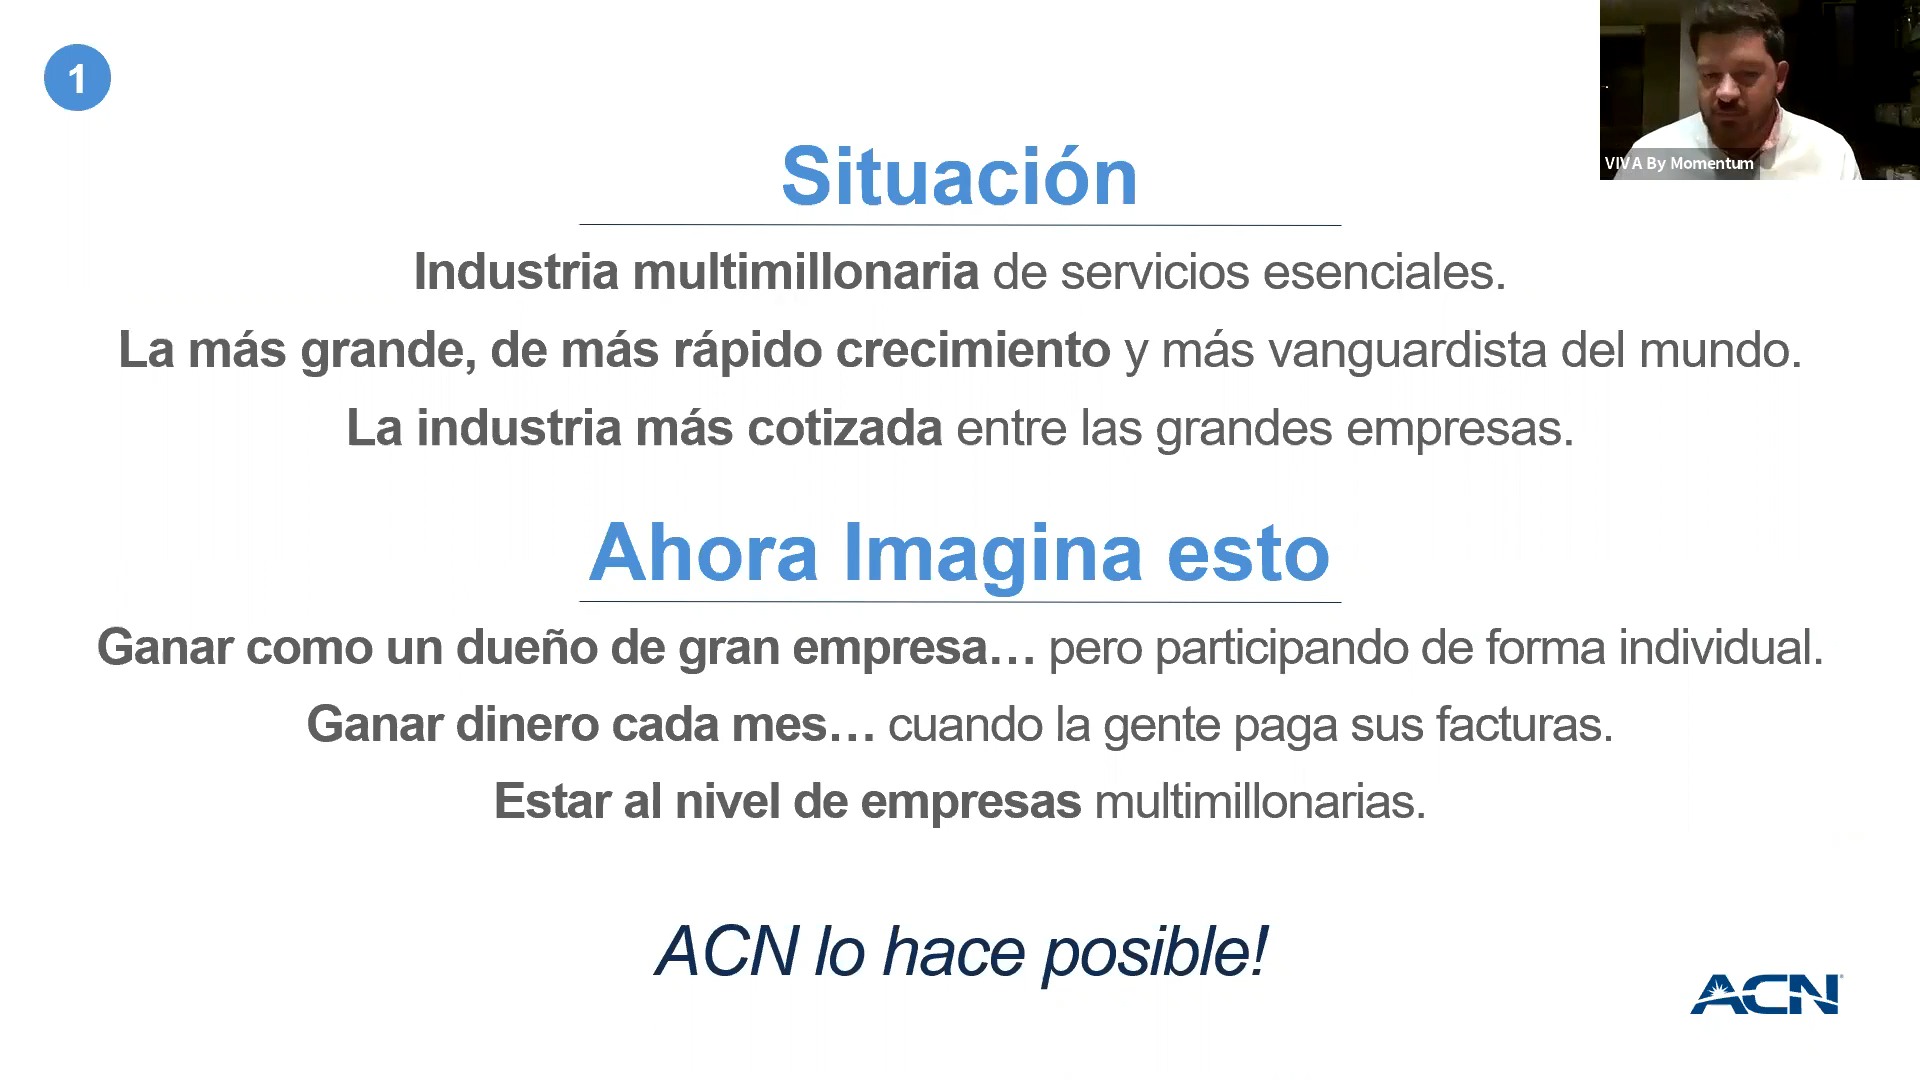 1
VIVA By Momentum
Situación
Industria multimillonaria de servicios esenciales.
La más grande, de más rápido crecimiento y más vanguardista del mundo.
La industria más cotizada entre las grandes empresas.
Ahora Imagina esto
Ganar como un dueño de gran empresa… pero participando de forma individual.
Ganar dinero cada mes… cuando la gente paga sus facturas.
Estar al nivel de empresas multimillonarias.
ACN lo hace posible!
ACN